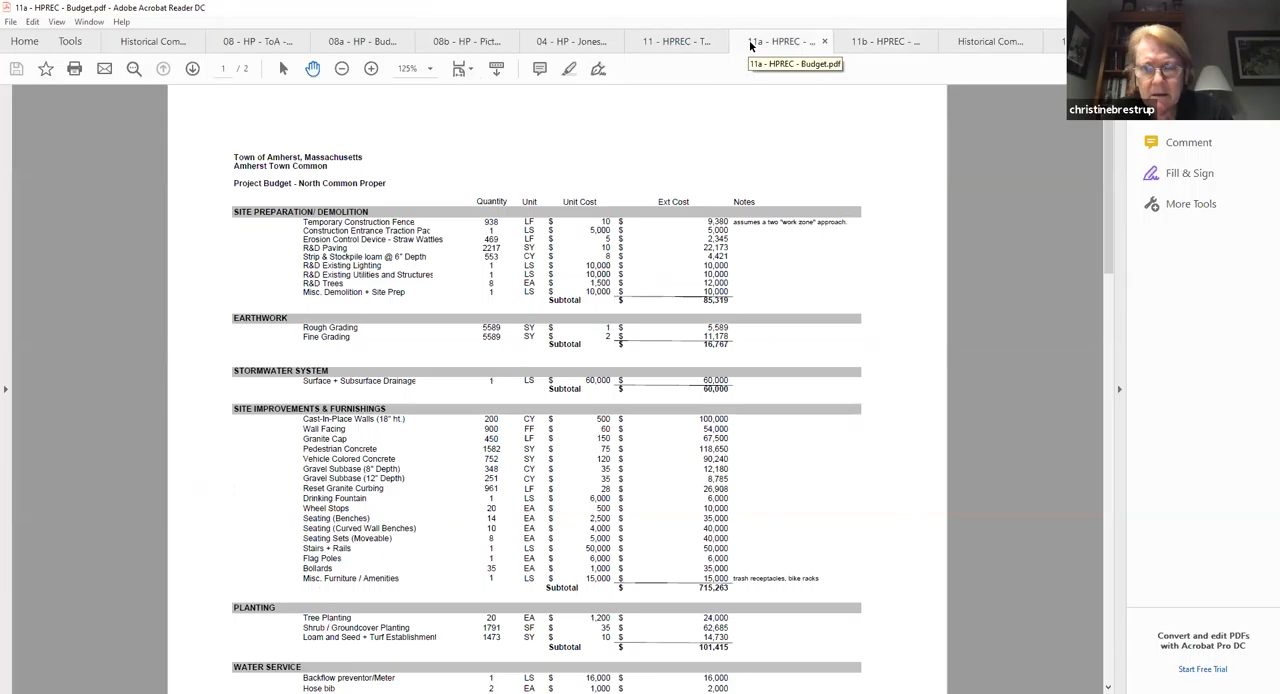 11a - HPREC - Budget.pdf - Adobe Acrobat Reader DC
File Edit View Window Help
Home Tools Historical Com... 08 - ToA -... 08a - HP - Bud... 08b - HP - Pict... 04 - HP - Jones... 11 - HPREC - T... 11a - HPREC - ... × 11b - HPREC - ... Historical Com...
1 / 2 125%
11a - HPREC - Budget.pdf
christinebrestrup
Comment
Fill & Sign
More Tools
Town of Amherst, Massachusetts
Amherst Town Common
Project Budget - North Common Proper
Quantity Unit Unit Cost Ext Cost Notes
SITE PREPARATION/ DEMOLITION
Temporary Construction Fence 938 LF $ 10 $ 9,380 assumes a two "work zone" approach.
Construction Entrance Traction Pac 1 LS $ 5,000 $ 5,000
Erosion Control Device - Straw Wattles 469 LF $ 5 $ 2,345
R&D Paving 2217 SY $ 10 $ 22,173
Strip & Stockpile loam @ 6" Depth 553 CY $ 8 $ 4,421
R&D Existing Lighting 1 LS $ 10,000 $ 10,000
R&D Existing Utilities and Structures 1 LS $ 10,000 $ 10,000
R&D Trees 8 EA $ 1,500 $ 12,000
Misc. Demolition + Site Prep 1 LS $ 10,000 $ 10,000
Subtotal $ 85,319
EARTHWORK
Rough Grading 5589 SY $ 1 $ 5,589
Fine Grading 5589 SY $ 2 $ 11,178
Subtotal $ 16,767
STORMWATER SYSTEM
Surface + Subsurface Drainage 1 LS $ 60,000 $ 60,000
Subtotal $ 60,000
SITE IMPROVEMENTS & FURNISHINGS
Cast-In-Place Walls (18" ht.) 200 CY $ 500 $ 100,000
Wall Facing 900 FF $ 60 $ 54,000
Granite Cap 450 LF $ 150 $ 67,500
Pedestrian Concrete 1582 SY $ 75 $ 118,650
Vehicle Colored Concrete 752 SY $ 120 $ 90,240
Gravel Subbase (8" Depth) 348 CY $ 35 $ 12,180
Gravel Subbase (12" Depth) 251 CY $ 35 $ 8,785
Reset Granite Curbing 961 LF $ 28 $ 26,908
Drinking Fountain 1 LS $ 6,000 $ 6,000
Wheel Stops 20 EA $ 500 $ 10,000
Seating (Benches) 14 EA $ 2,500 $ 35,000
Seating (Curved Wall Benches) 10 EA $ 4,000 $ 40,000
Seating Sets (Moveable) 8 EA $ 5,000 $ 40,000
Stairs + Rails 1 LS $ 50,000 $ 50,000
Flag Poles 1 EA $ 6,000 $ 6,000
Bollards 35 EA $ 1,000 $ 35,000
Misc. Furniture / Amenities 1 LS $ 15,000 $ 15,000 trash receptacles, bike racks
Subtotal $ 715,263
PLANTING
Tree Planting 20 EA $ 1,200 $ 24,000
Shrub / Groundcover Planting 1791 SF $ 35 $ 62,685
Loam and Seed + Turf Establishment 1473 SY $ 10 $ 14,730
Subtotal $ 101,415
WATER SERVICE
Backflow preventor/Meter 1 LS $ 16,000 $ 16,000
Hose bib 2 EA $ 1,000 $ 2,000
Convert and edit PDFs
with Acrobat Pro DC
Start Free Trial